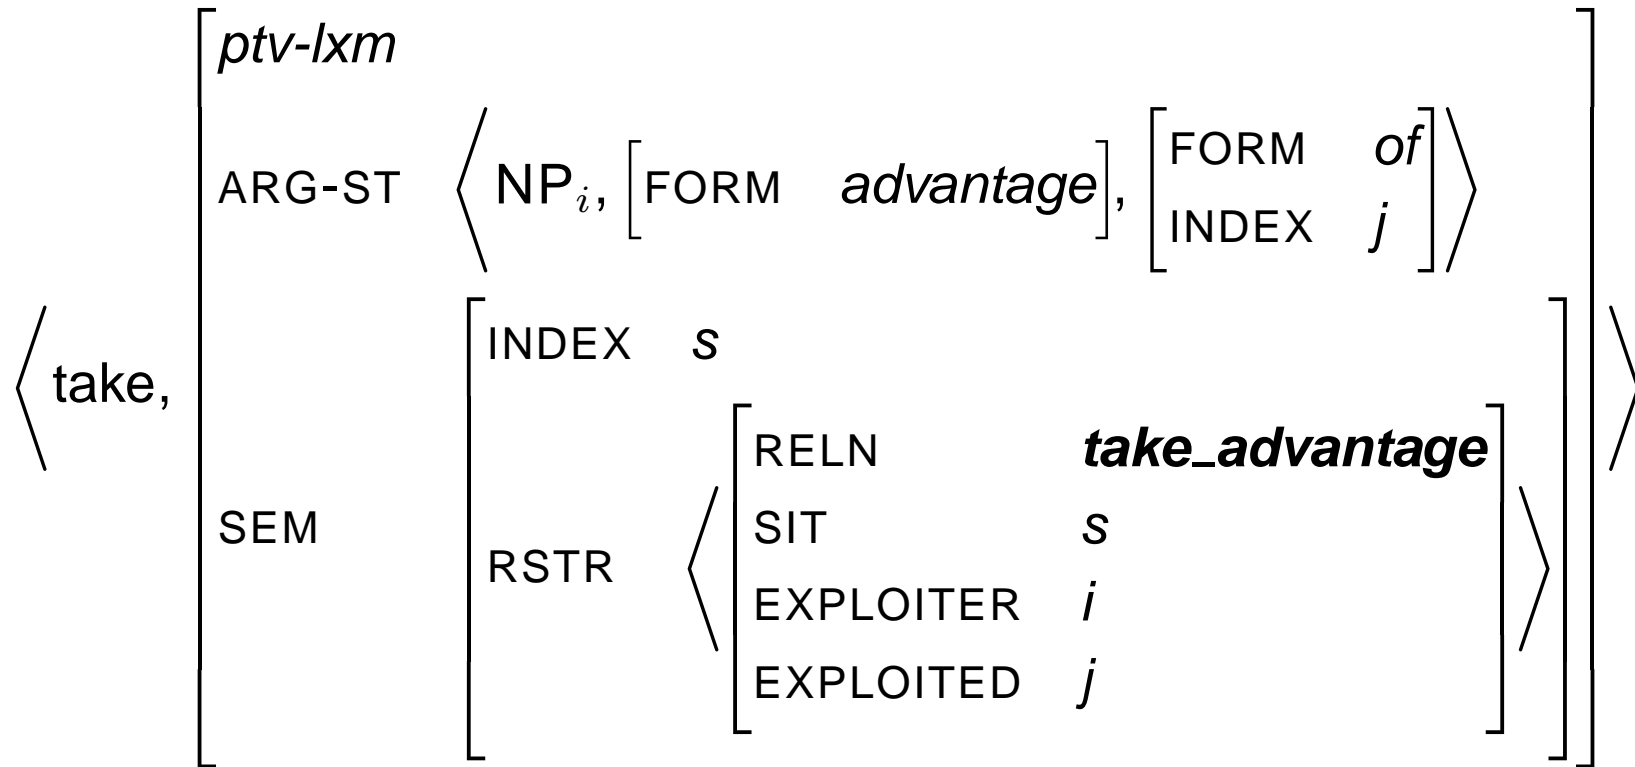 ptv-lxm
ARG-ST ⟨ NP_i, [FORM advantage], [FORM of
INDEX j] ⟩
INDEX s
⟨ take,
RELN take_advantage
SEM SIT s
RSTR ⟨ EXPLOITER i ⟩
EXPLOITED j